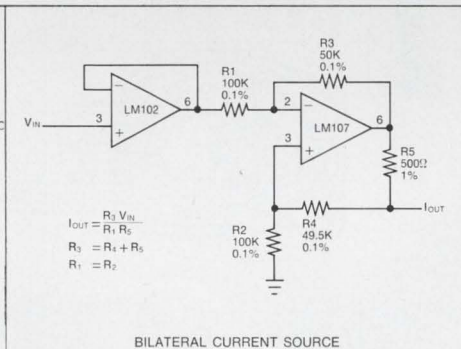 R3
50K
0.1%
R1
100K
0.1%
6
2
−
LM107
6
3
+
−
LM102
VIN
3
+
R5
500Ω
1%
IOUT
R4
49.5K
0.1%
R2
100K
0.1%
IOUT = R3 VIN
R1 R5
R3 = R4 + R5
R1 = R2
BILATERAL CURRENT SOURCE